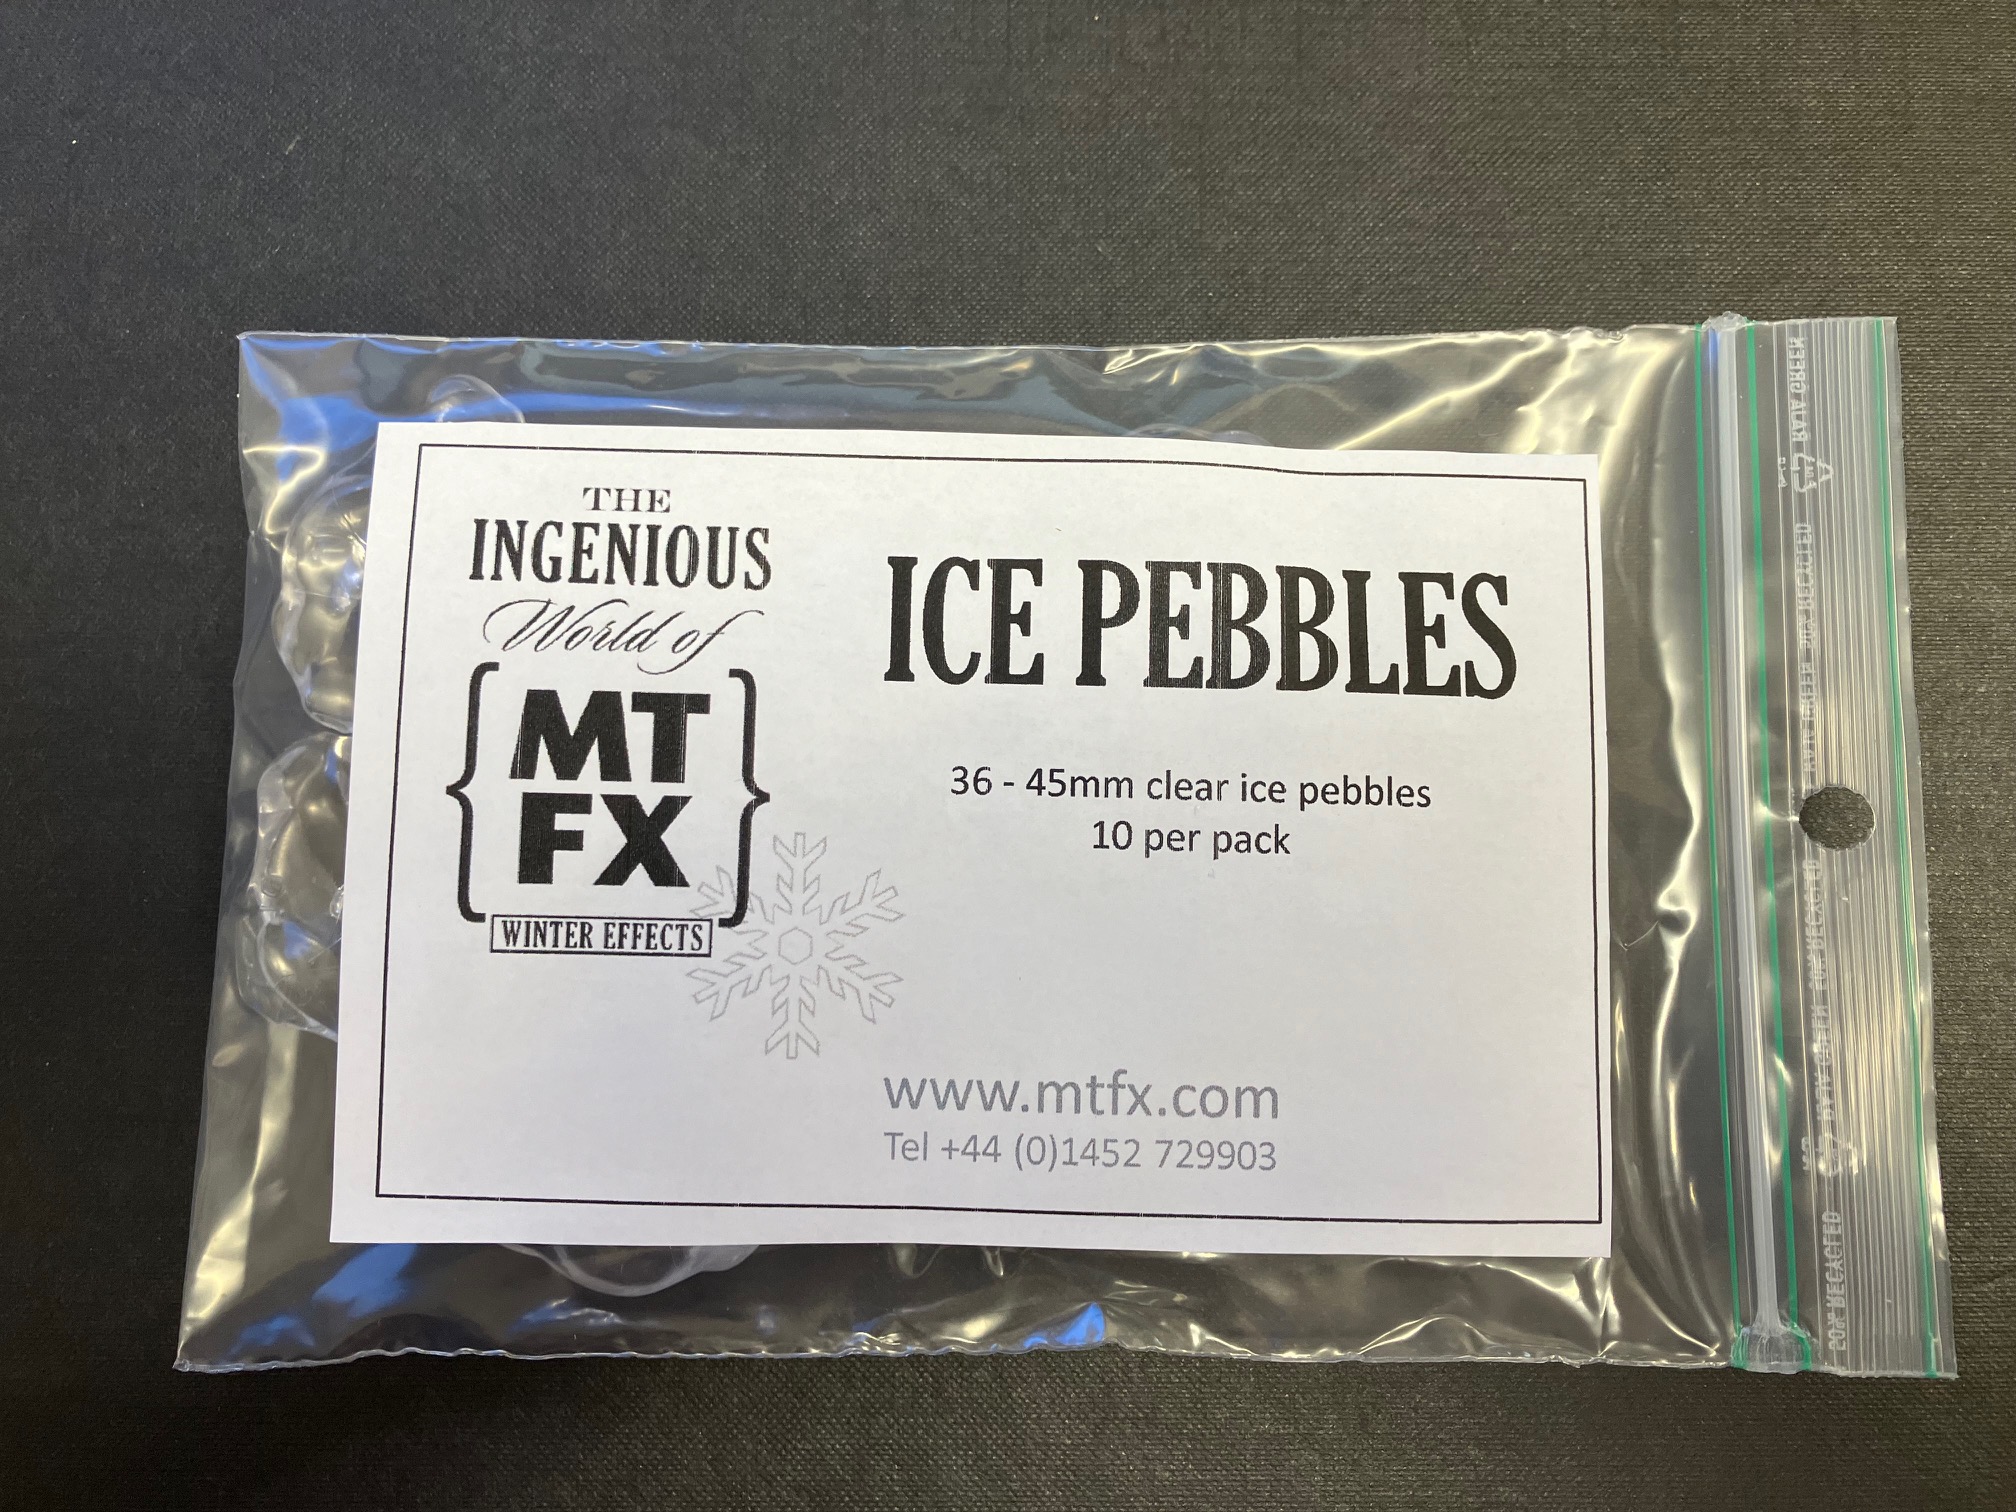 THE
INGENIOUS
World of
MT
FX
WINTER EFFECTS
ICE PEBBLES
36 - 45mm clear ice pebbles
10 per pack
www.mtfx.com
Tel +44 (0)1452 729903